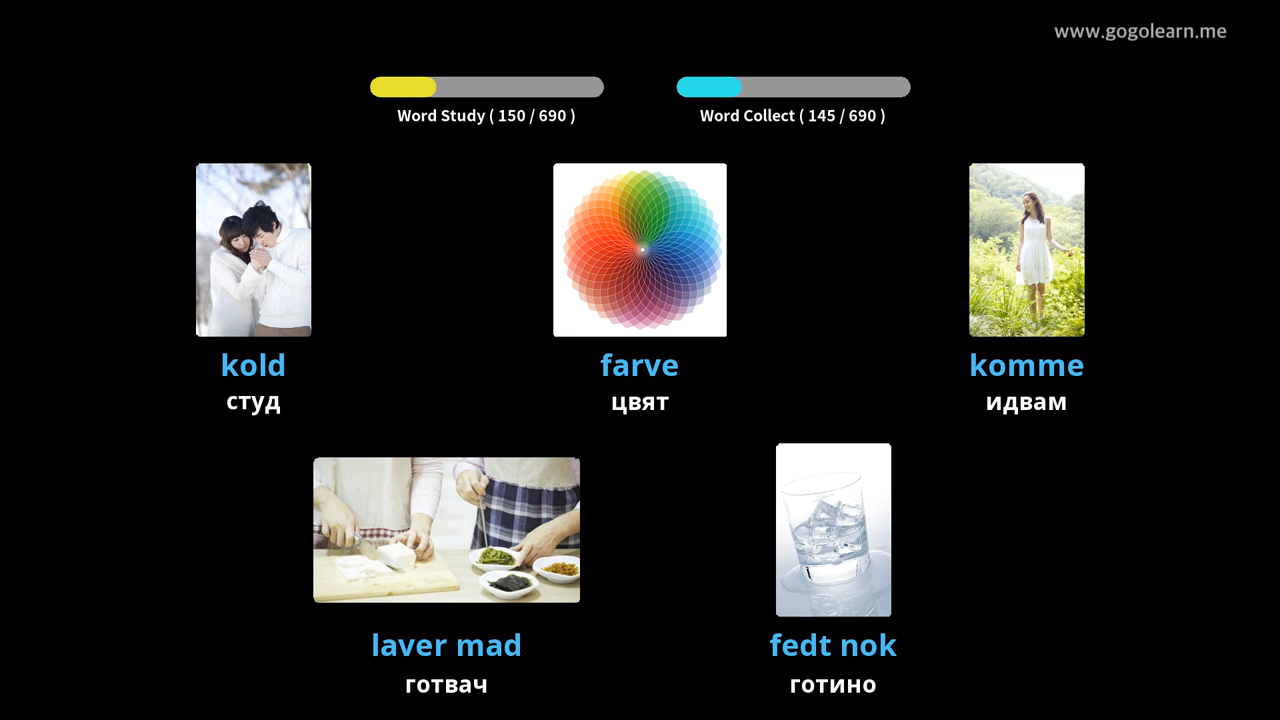 www.gogolearn.me
Word Study ( 150 / 690 )
Word Collect ( 145 / 690 )
kold
студ
farve
цвят
komme
идвам
laver mad
готвач
fedt nok
готино